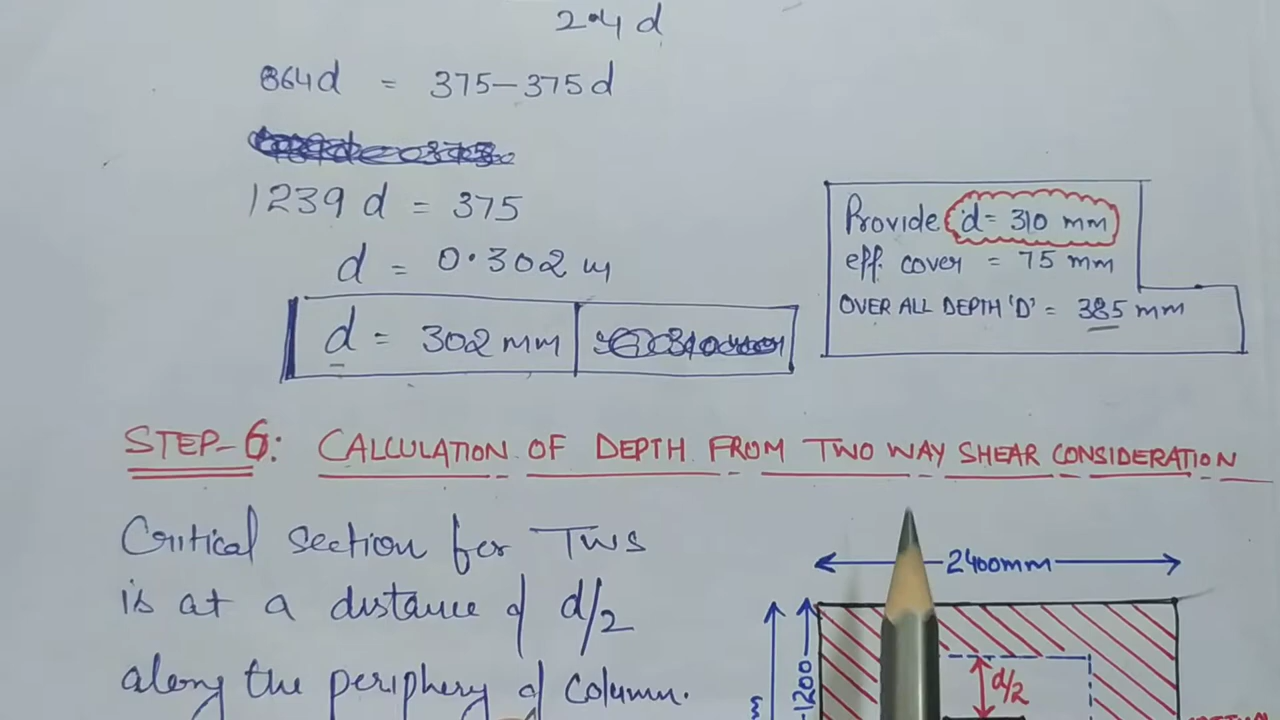 2.4 d
864d = 375-375d
1239 d = 375
d = 0.302 m
d = 302 mm
Provide d= 310 mm
eff. cover = 75 mm
OVER ALL DEPTH 'D' = 385 mm
STEP-6: CALCULATION OF DEPTH FROM TWO WAY SHEAR CONSIDERATION
Critical section for TWS
is at a distance of d/2
along the periphery of column.
2400mm
1200
d/2